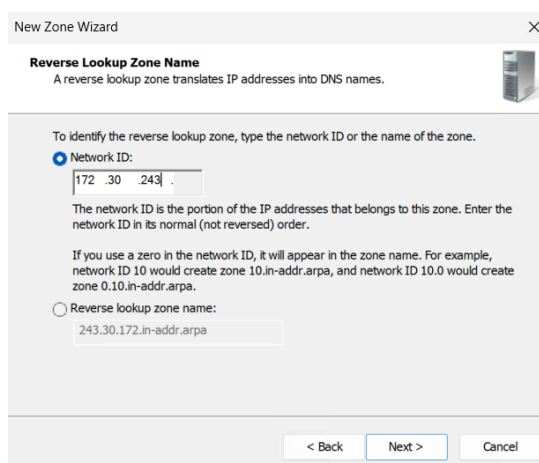 New Zone Wizard
Reverse Lookup Zone Name
A reverse lookup zone translates IP addresses into DNS names.
To identify the reverse lookup zone, type the network ID or the name of the zone.
Network ID:
172 .30 .243 .
The network ID is the portion of the IP addresses that belongs to this zone. Enter the
network ID in its normal (not reversed) order.
If you use a zero in the network ID, it will appear in the zone name. For example,
network ID 10 would create zone 10.in-addr.arpa, and network ID 10.0 would create
zone 0.10.in-addr.arpa.
Reverse lookup zone name:
243.30.172.in-addr.arpa
< Back Next > Cancel